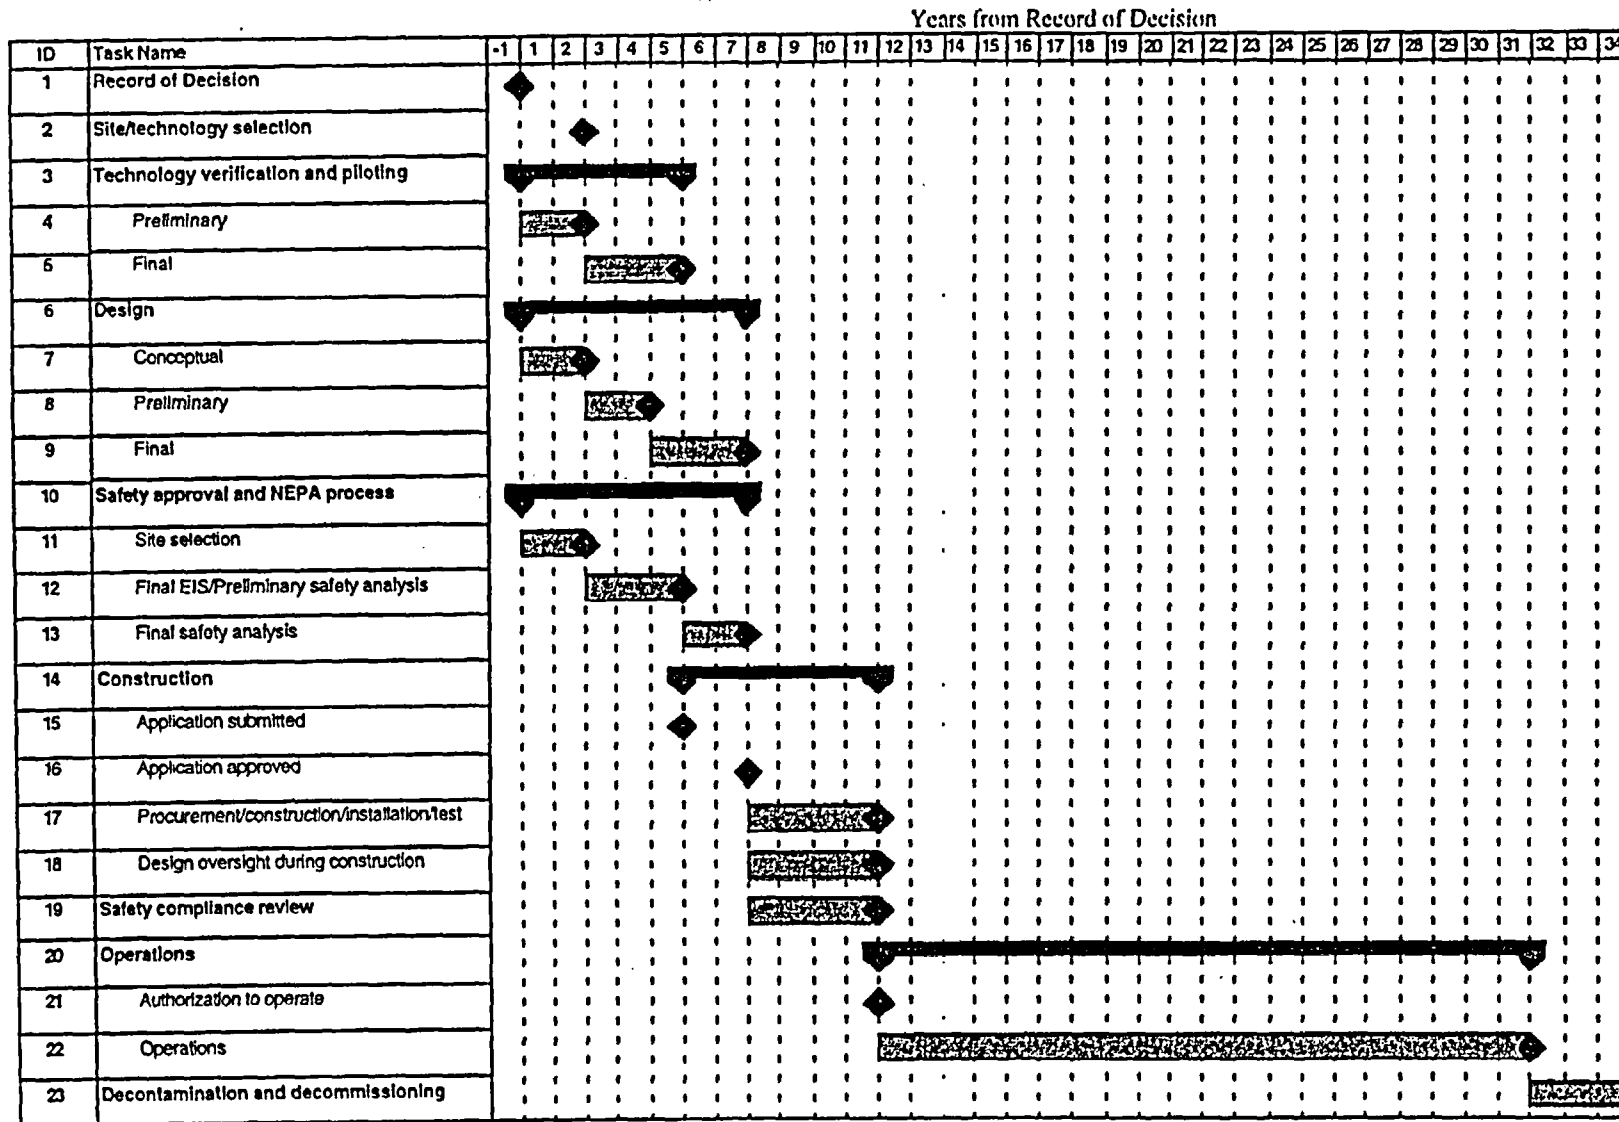 Years from Record of Decision
ID Task Name -1 1 2 3 4 5 6 7 8 9 10 11 12 13 14 15 16 17 18 19 20 21 22 23 24 25 26 27 28 29 30 31 32 33 34
1 Record of Decision
2 Site/technology selection
3 Technology verification and piloting
4 Preliminary
5 Final
6 Design
7 Conceptual
8 Preliminary
9 Final
10 Safety approval and NEPA process
11 Site selection
12 Final EIS/Preliminary safety analysis
13 Final safety analysis
14 Construction
15 Application submitted
16 Application approved
17 Procurement/construction/installation/test
18 Design oversight during construction
19 Safety compliance review
20 Operations
21 Authorization to operate
22 Operations
23 Decontamination and decommissioning